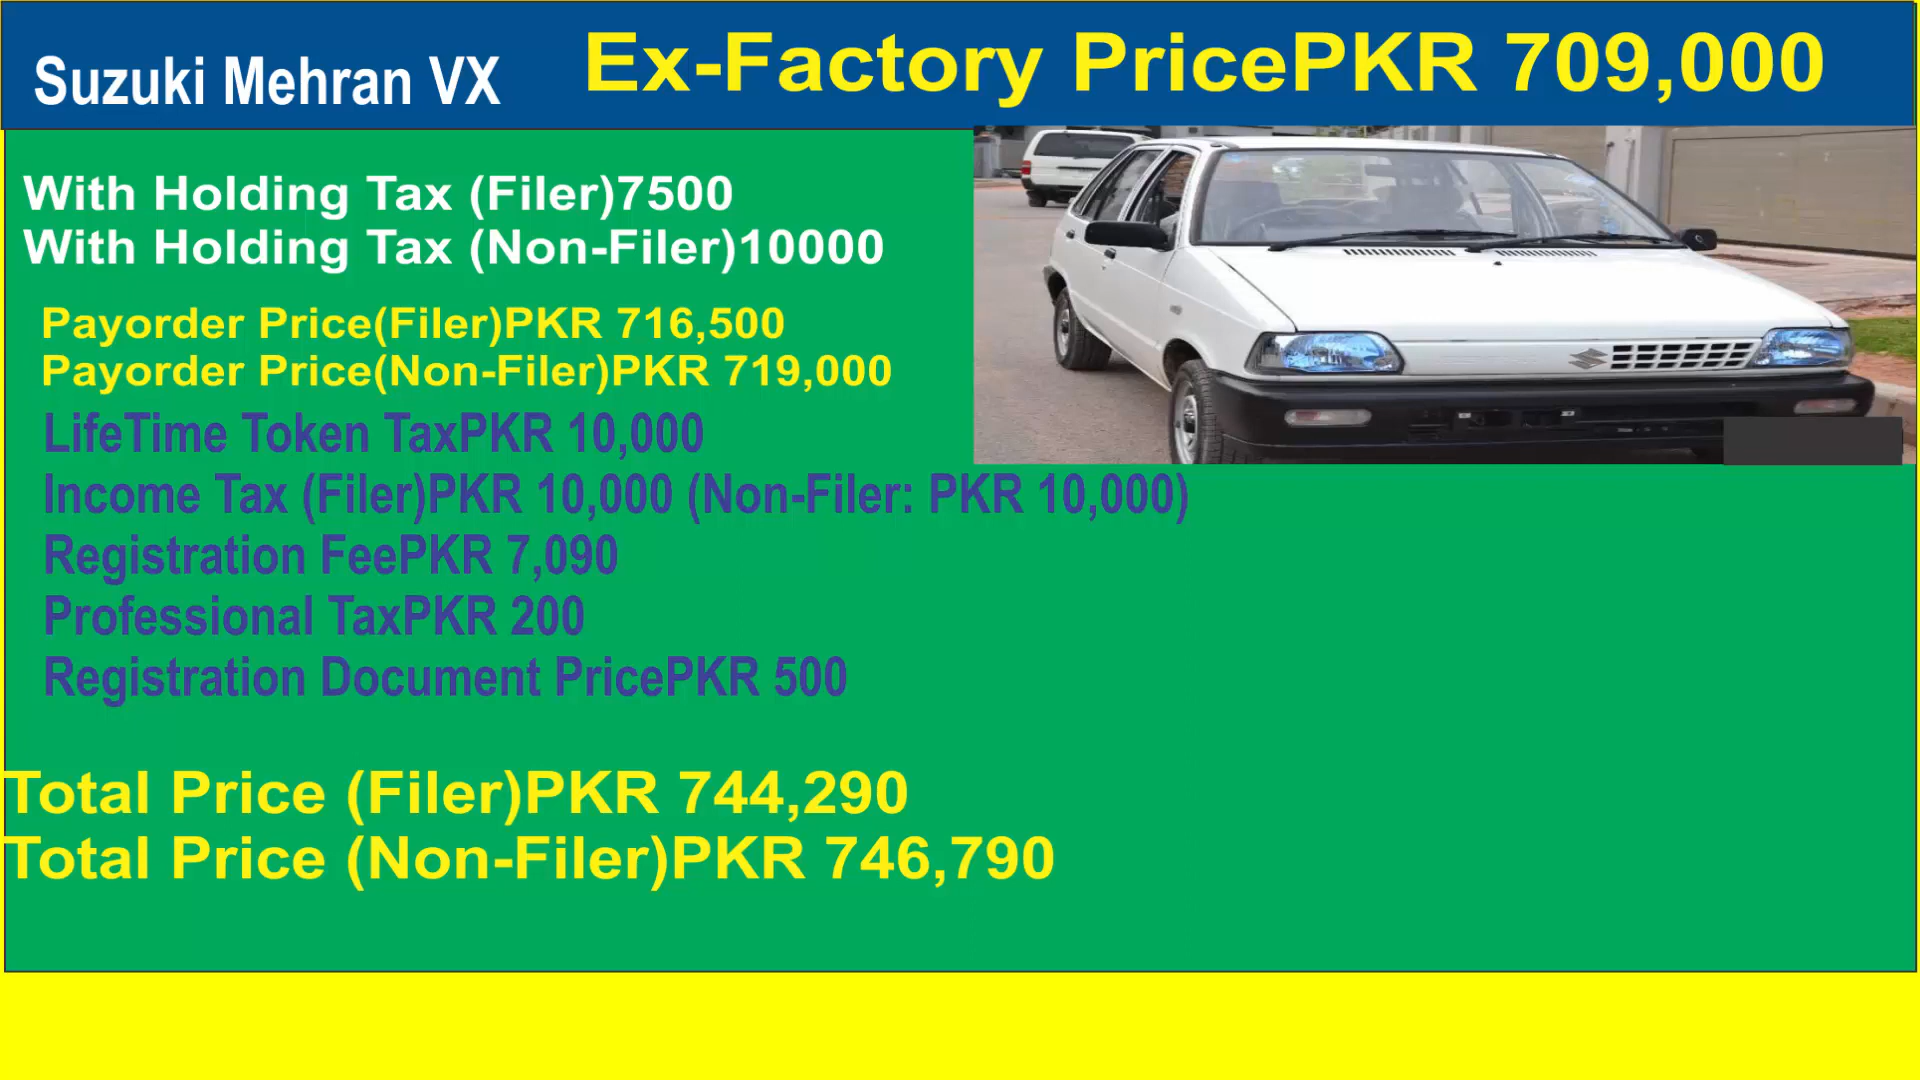 Suzuki Mehran VX
Ex-Factory PricePKR 709,000
With Holding Tax (Filer)7500
With Holding Tax (Non-Filer)10000
Payorder Price(Filer)PKR 716,500
Payorder Price(Non-Filer)PKR 719,000
LifeTime Token TaxPKR 10,000
Income Tax (Filer)PKR 10,000 (Non-Filer: PKR 10,000)
Registration FeePKR 7,090
Professional TaxPKR 200
Registration Document PricePKR 500
Total Price (Filer)PKR 744,290
Total Price (Non-Filer)PKR 746,790